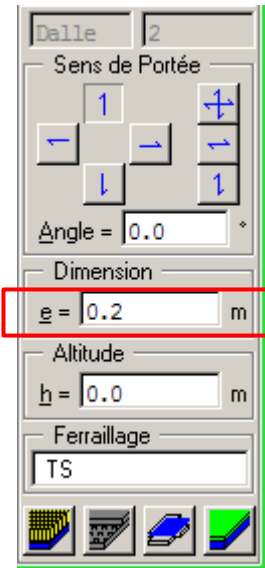 Dalle 2
Sens de Portée
Angle = 0.0 °
Dimension
e = 0.2 m
Altitude
h = 0.0 m
Ferraillage
TS